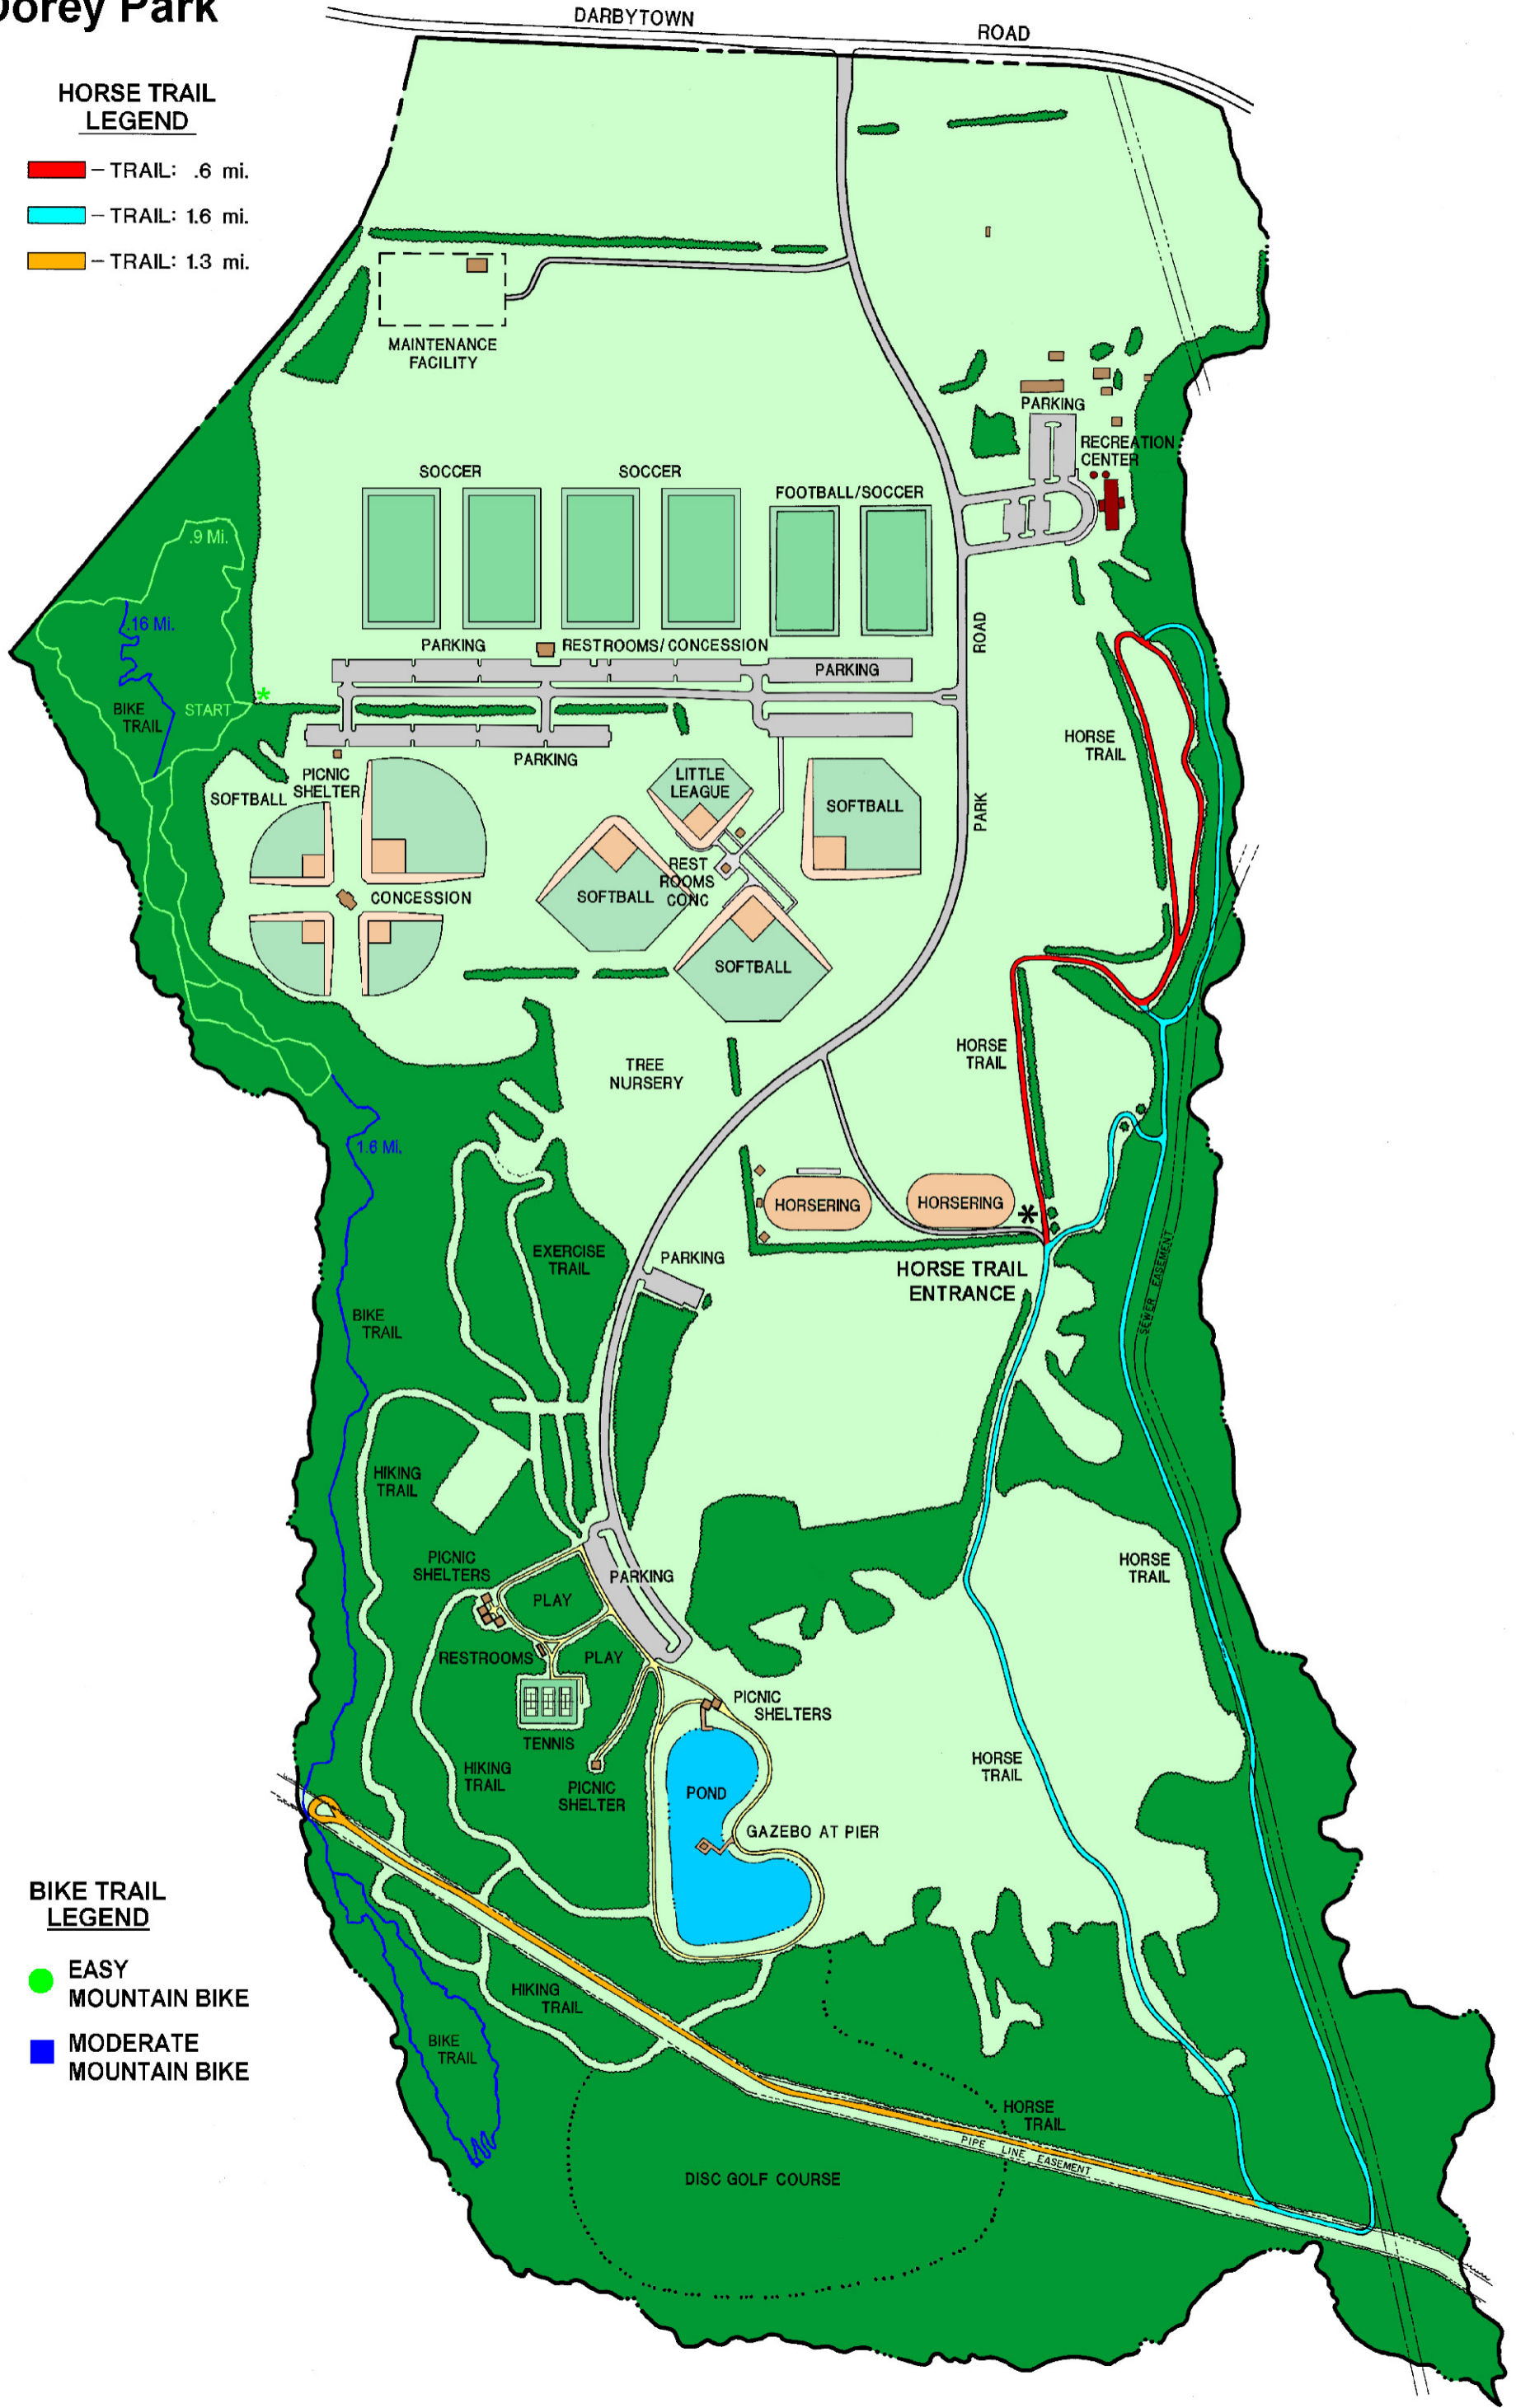 Dorey Park
DARBYTOWN
ROAD
HORSE TRAIL
LEGEND
– TRAIL: .6 mi.
– TRAIL: 1.6 mi.
– TRAIL: 1.3 mi.
MAINTENANCE
FACILITY
PARKING
RECREATION
CENTER
SOCCER
SOCCER
FOOTBALL/SOCCER
.9 Mi.
.16 Mi.
BIKE
TRAIL
START
*
PARKING
RESTROOMS/CONCESSION
PARKING
ROAD
PARK
PARKING
HORSE
TRAIL
PICNIC
SHELTER
SOFTBALL
LITTLE
LEAGUE
SOFTBALL
REST
ROOMS
CONC
SOFTBALL
CONCESSION
SOFTBALL
TREE
NURSERY
HORSE
TRAIL
1.6 Mi.
HORSERING
HORSERING
*
HORSE TRAIL
ENTRANCE
SEWER EASEMENT
EXERCISE
TRAIL
PARKING
BIKE
TRAIL
HIKING
TRAIL
PICNIC
SHELTERS
PARKING
PLAY
HORSE
TRAIL
RESTROOMS
PLAY
PICNIC
SHELTERS
TENNIS
HIKING
TRAIL
PICNIC
SHELTER
POND
HORSE
TRAIL
GAZEBO AT PIER
BIKE TRAIL
LEGEND
EASY
MOUNTAIN BIKE
MODERATE
MOUNTAIN BIKE
HIKING
TRAIL
BIKE
TRAIL
HORSE
TRAIL
PIPE LINE EASEMENT
DISC GOLF COURSE